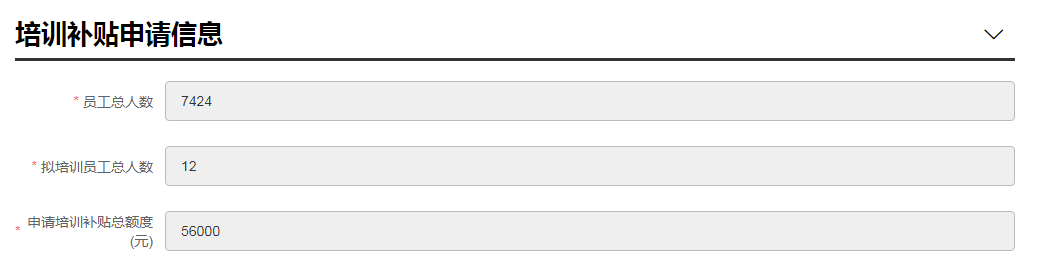 培训补贴申请信息
* 员工总人数 7424
* 拟培训员工总人数 12
* 申请培训补贴总额度
(元) 56000